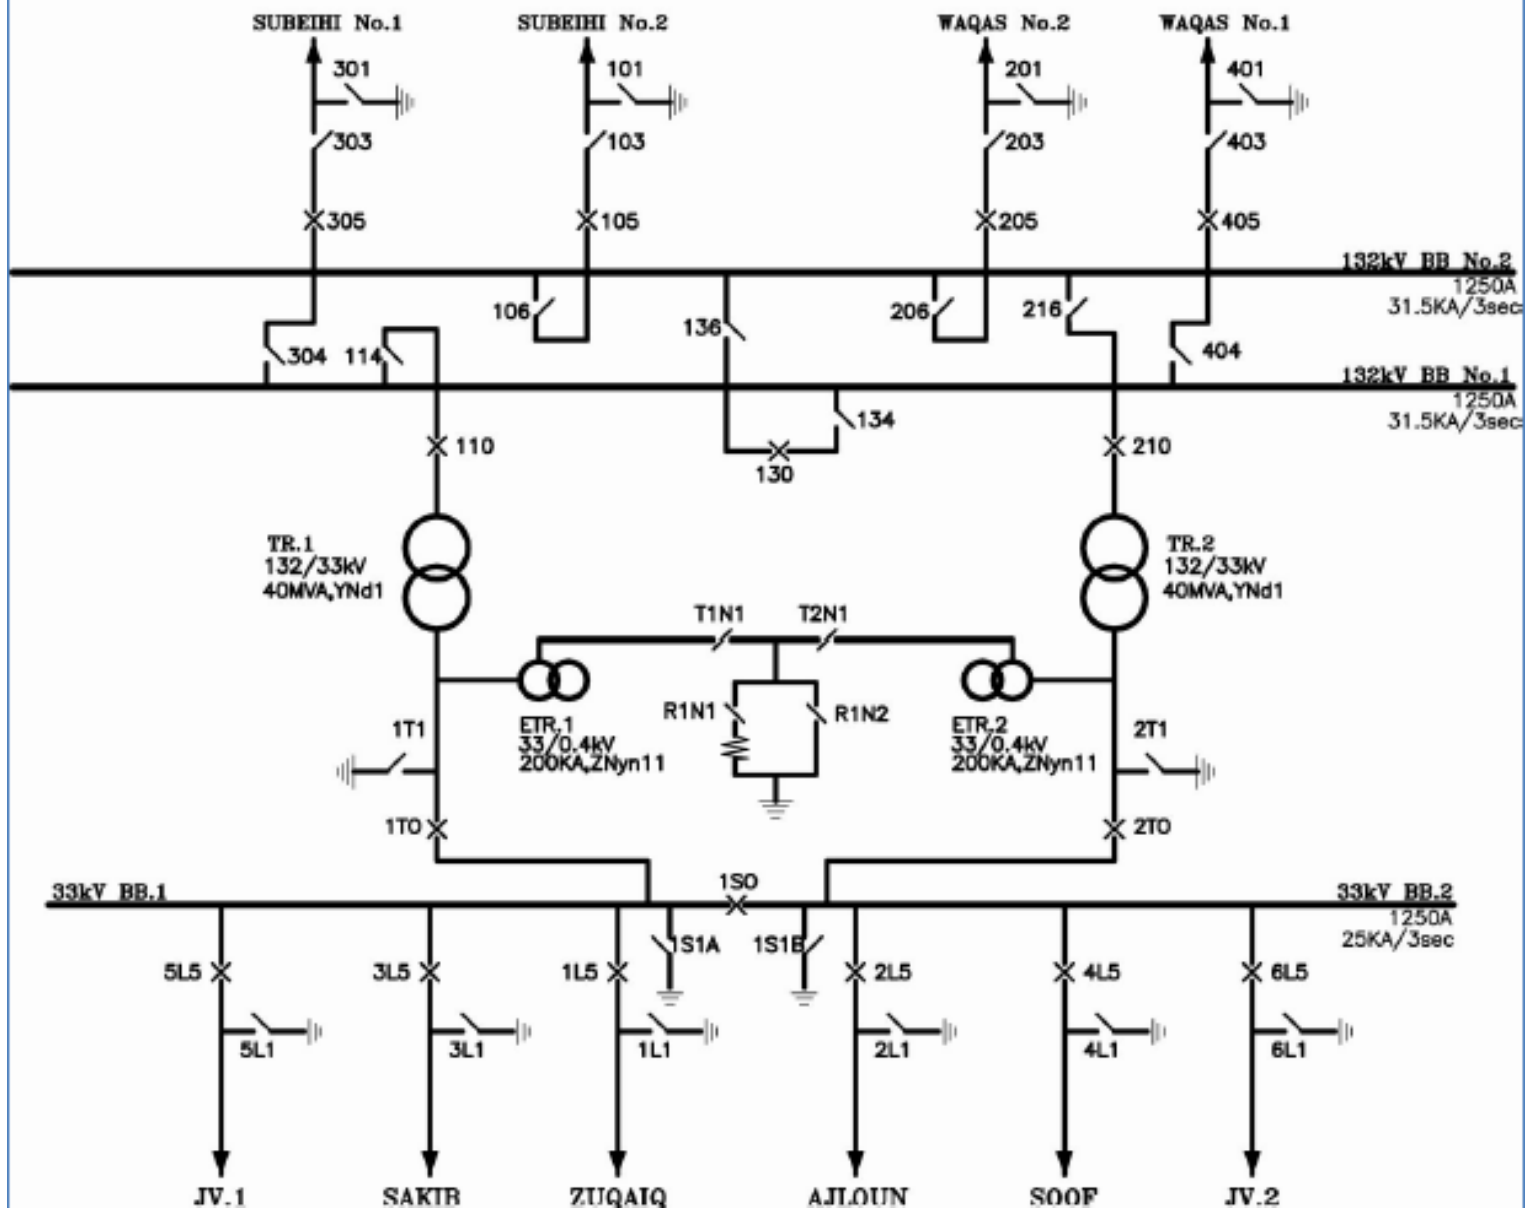 SUBEIHI No.1
SUBEIHI No.2
WAQAS No.2
WAQAS No.1
301
101
201
401
303
103
203
403
305
105
205
405
132kV BB No.2
1250A
31.5KA/3sec
106
136
206
216
304
114
404
132kV BB No.1
1250A
31.5KA/3sec
134
110
130
210
TR.1
132/33kV
40MVA,YNd1
TR.2
132/33kV
40MVA,YNd1
T1N1
T2N1
R1N1
R1N2
ETR.1
33/0.4kV
200KA,ZNyn11
ETR.2
33/0.4kV
200KA,ZNyn11
1T1
2T1
1T0
2T0
1S0
33kV BB.1
33kV BB.2
1250A
25KA/3sec
1S1A
1S1B
5L5
3L5
1L5
2L5
4L5
6L5
5L1
3L1
1L1
2L1
4L1
6L1
JV.1
SAKIB
ZUQAIQ
AJLOUN
SOOF
JV.2